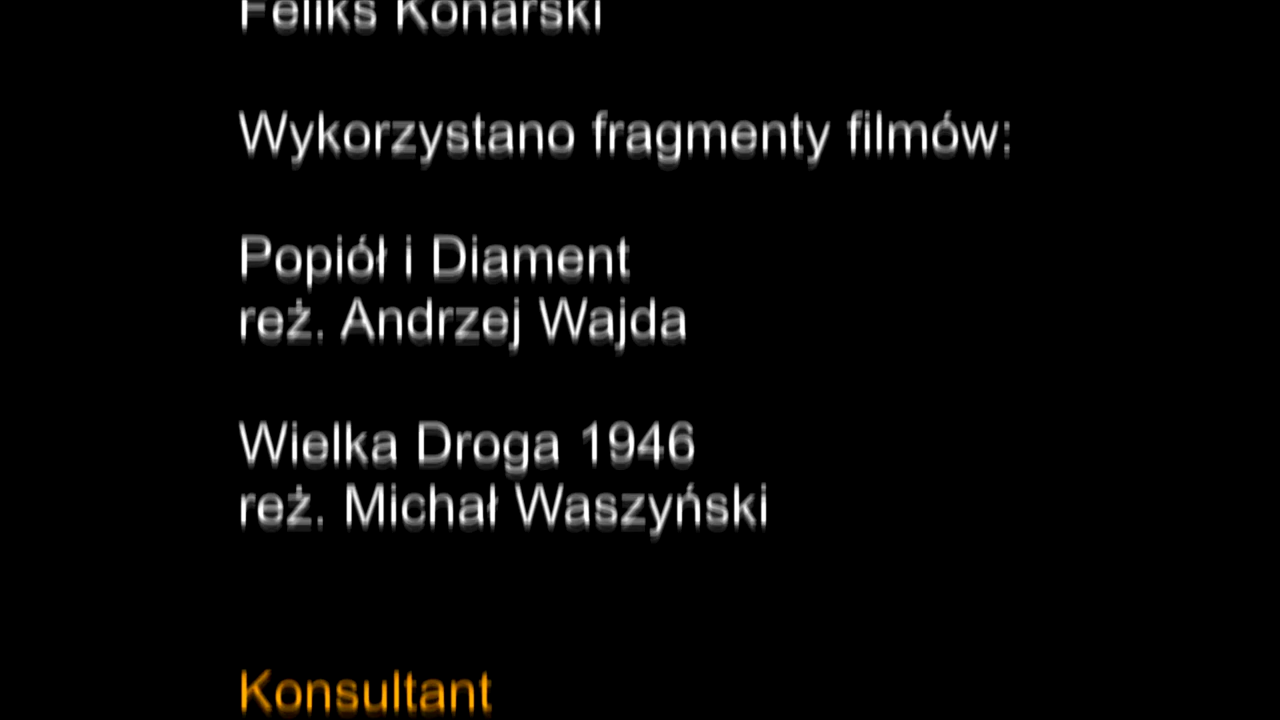 Feliks Konarski
Wykorzystano fragmenty filmów:
Popiół i Diament
reż. Andrzej Wajda
Wielka Droga 1946
reż. Michał Waszyński
Konsultant